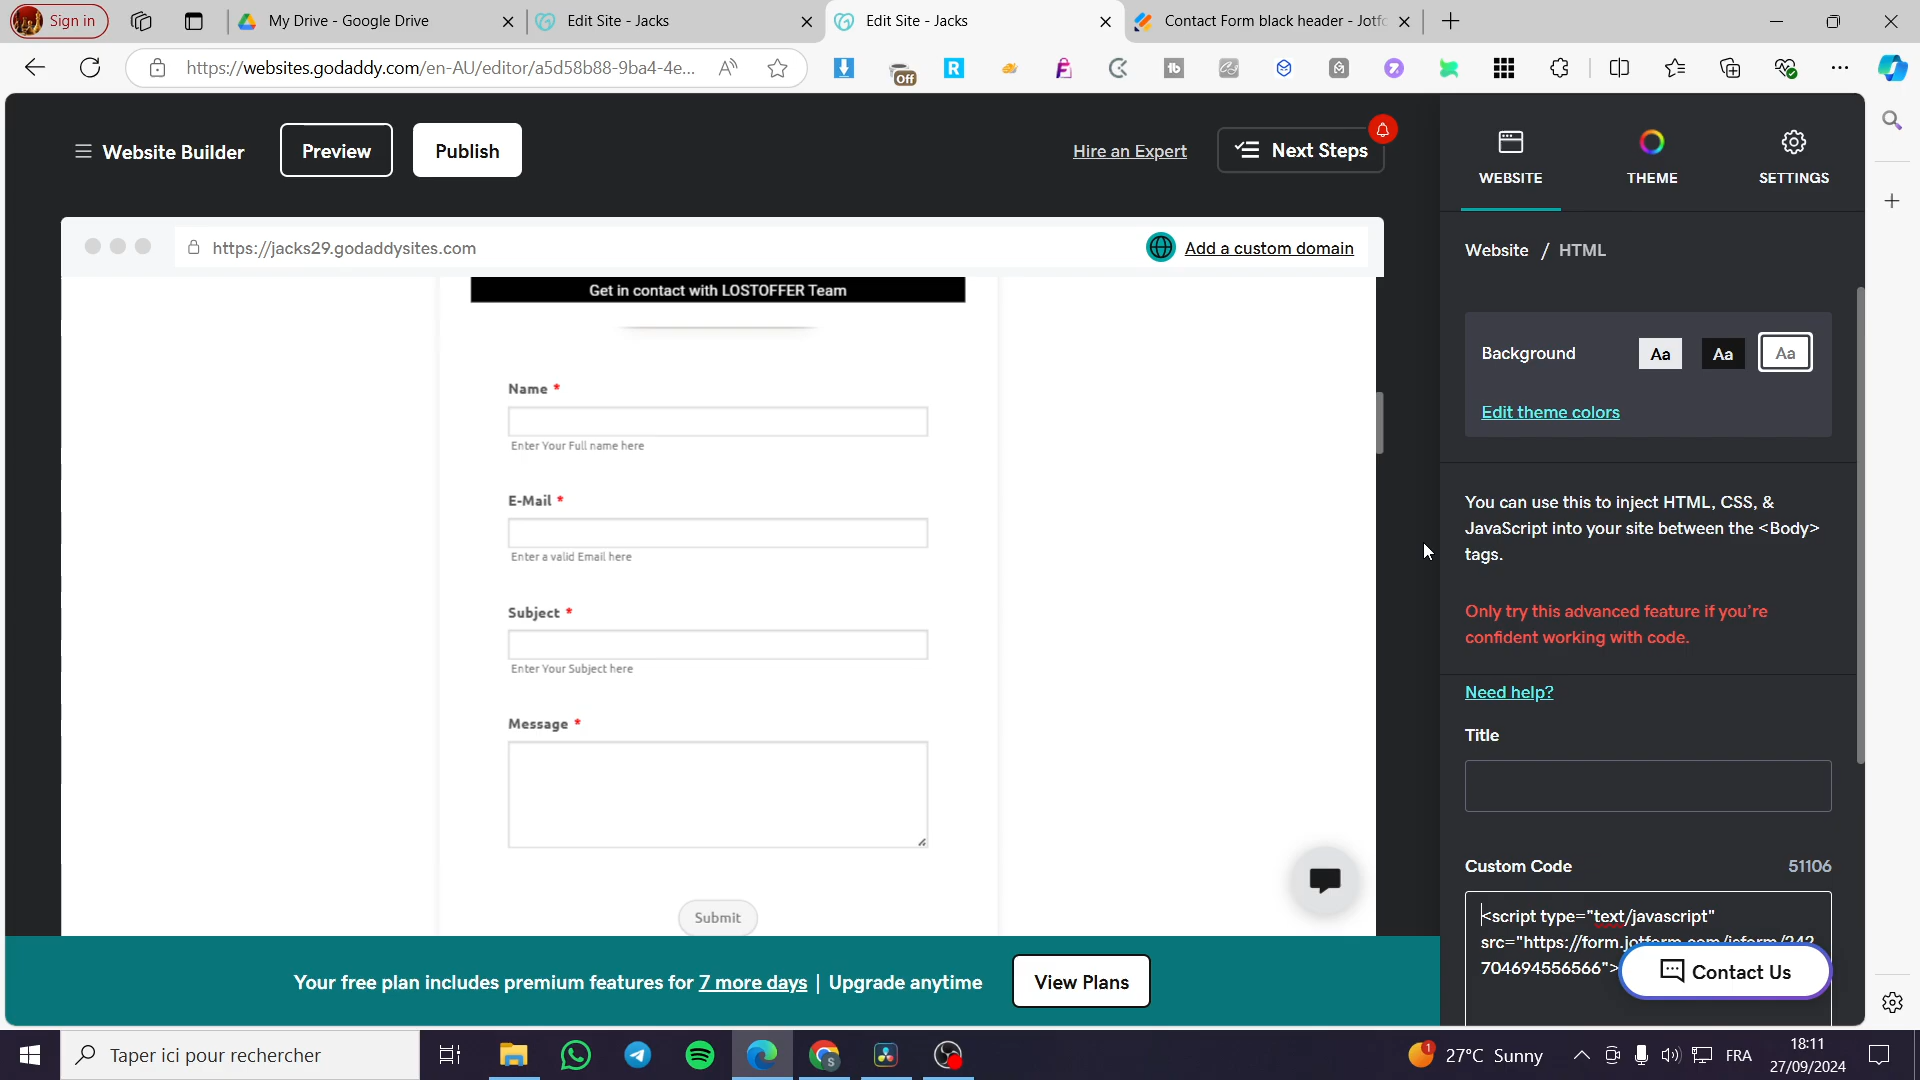 Sign in
My Drive - Google Drive
Edit Site - Jacks
Edit Site - Jacks
Contact Form black header - Jotfo
https://websites.godaddy.com/en-AU/editor/a5d58b88-9ba4-4e...
Off
Website Builder
Preview
Publish
Hire an Expert
Next Steps
WEBSITE
THEME
SETTINGS
https://jacks29.godaddysites.com
Add a custom domain
Website / HTML
Get in contact with LOSTOFFER Team
Background
Aa
Aa
Aa
Edit theme colors
Name *
Enter Your Full name here
E-Mail *
Enter a valid Email here
Subject *
Enter Your Subject here
Message *
Submit
You can use this to inject HTML, CSS, &
JavaScript into your site between the <Body>
tags.
Only try this advanced feature if you're
confident working with code.
Need help?
Title
Custom Code
51106
<script type="text/javascript"
src="https://form.jotform.com/jsform/242
704694556566">
Contact Us
Your free plan includes premium features for 7 more days | Upgrade anytime
View Plans
Taper ici pour rechercher
1
27°C Sunny
FRA
18:11
27/09/2024